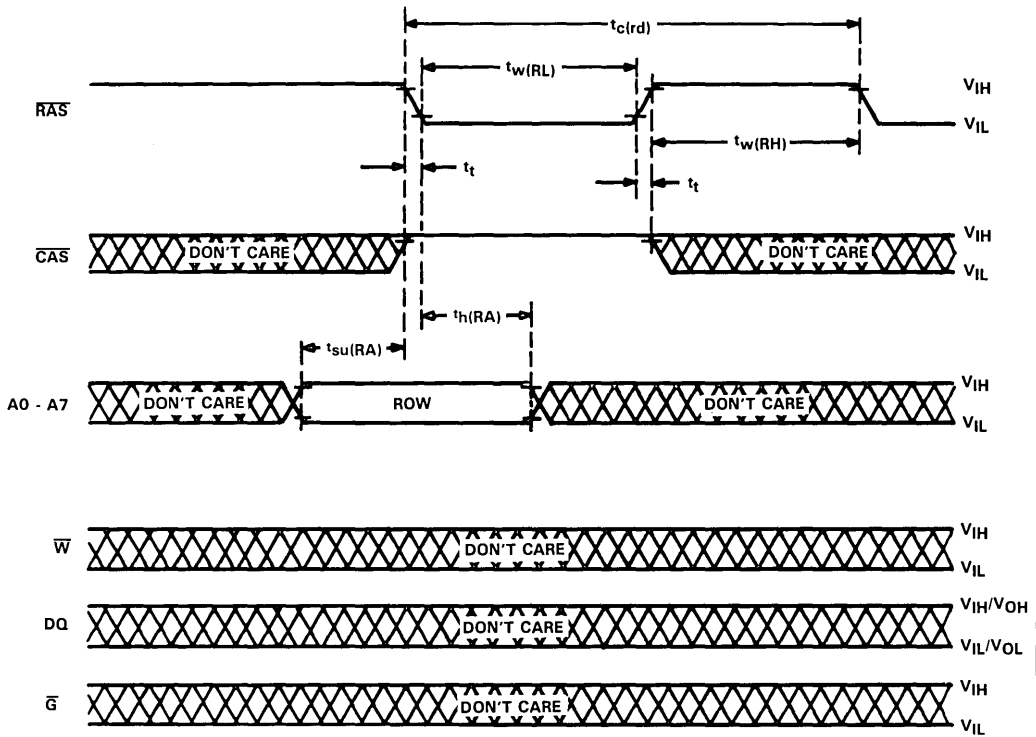 tc(rd)
tw(RL)
VIH
RAS
VIL
tw(RH)
tt
tt
VIH
CAS
DON'T CARE
DON'T CARE
VIL
th(RA)
tsu(RA)
VIH
A0 - A7
DON'T CARE
ROW
DON'T CARE
VIL
VIH
W
DON'T CARE
VIL
VIH/VOH
DQ
DON'T CARE
VIL/VOL
VIH
G
DON'T CARE
VIL